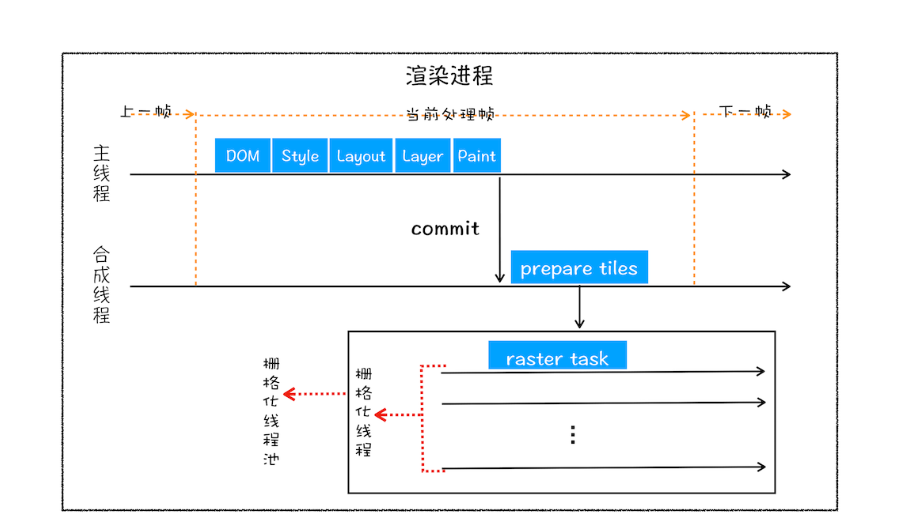 渲染进程
上一帧
当前处理帧
下一帧
主线程
DOM
Style
Layout
Layer
Paint
commit
合成线程
prepare tiles
raster task
栅格化线程池
栅格化线程